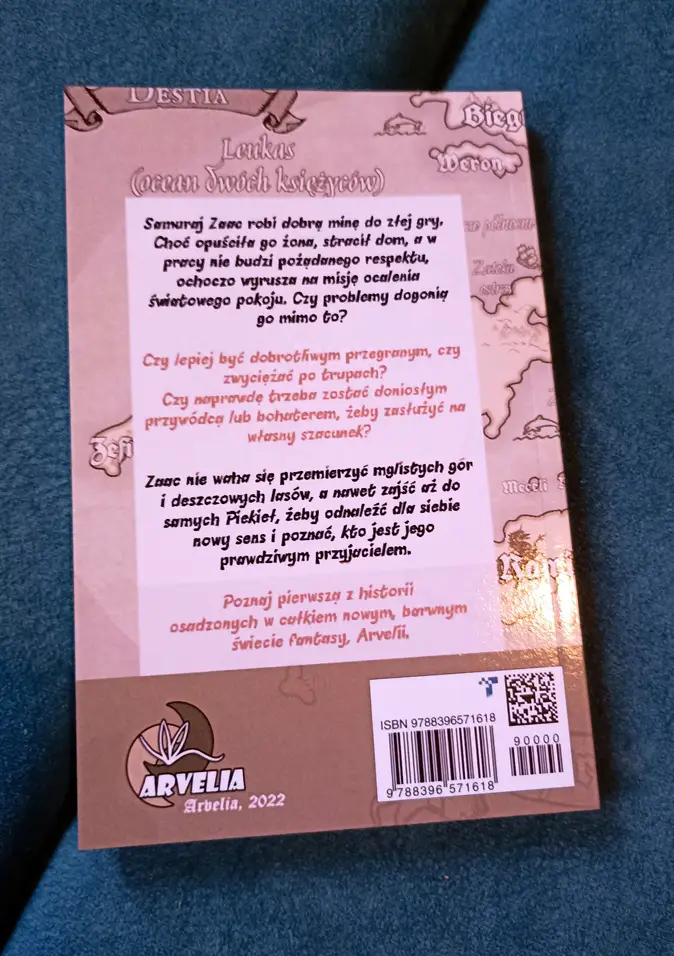 DESTIA
Leukas
(ocean dwóch księżyców)
Bieg
Weron
Samuraj Zaac robi dobrą minę do złej gry.
Choć opuściła go żona, stracił dom, a w
pracy nie budzi pożądanego respektu,
ochoczo wyrusza na misję ocalenia
światowego pokoju. Czy problemy dogonią
go mimo to?
Czy lepiej być dobrotliwym przegranym, czy
zwyciężać po trupach?
Czy naprawdę trzeba zostać doniosłym
przywódcą lub bohaterem, żeby zasłużyć na
własny szacunek?
Zefi
Zaac nie waha się przemierzyć mglistych gór
i deszczowych lasów, a nawet zajść aż do
samych Piekieł, żeby odnaleźć dla siebie
nowy sens i poznać, kto jest jego
prawdziwym przyjacielem.
Poznaj pierwszą z historii
osadzonych w całkiem nowym, barwnym
świecie fantasy, Arvelii.
ARVELIA
Arvelia, 2022
ISBN 9788396571618
90000
9 788396 571618